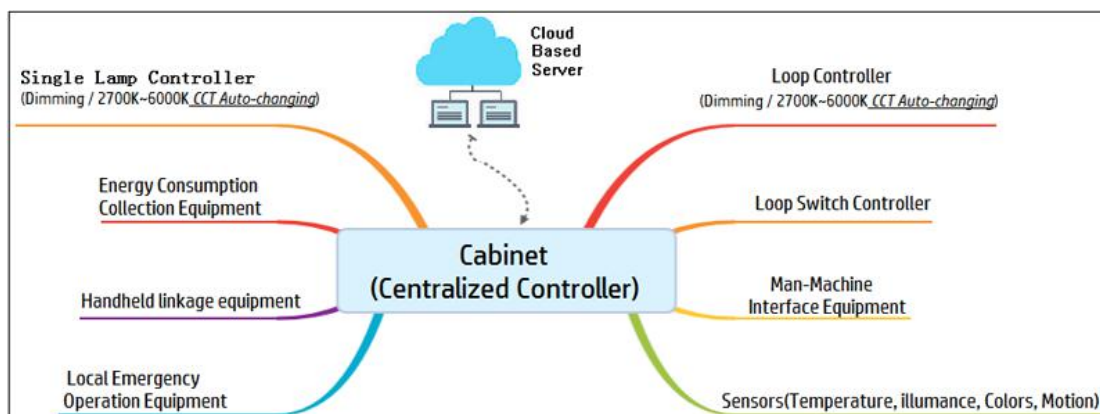 Cloud
Based
Server
Single Lamp Controller
(Dimming / 2700K~6000K CCT Auto-changing)
Loop Controller
(Dimming / 2700K~6000K CCT Auto-changing)
Energy Consumption
Collection Equipment
Loop Switch Controller
Cabinet
(Centralized Controller)
Handheld linkage equipment
Man-Machine
Interface Equipment
Local Emergency
Operation Equipment
Sensors(Temperature, illumance, Colors, Motion)